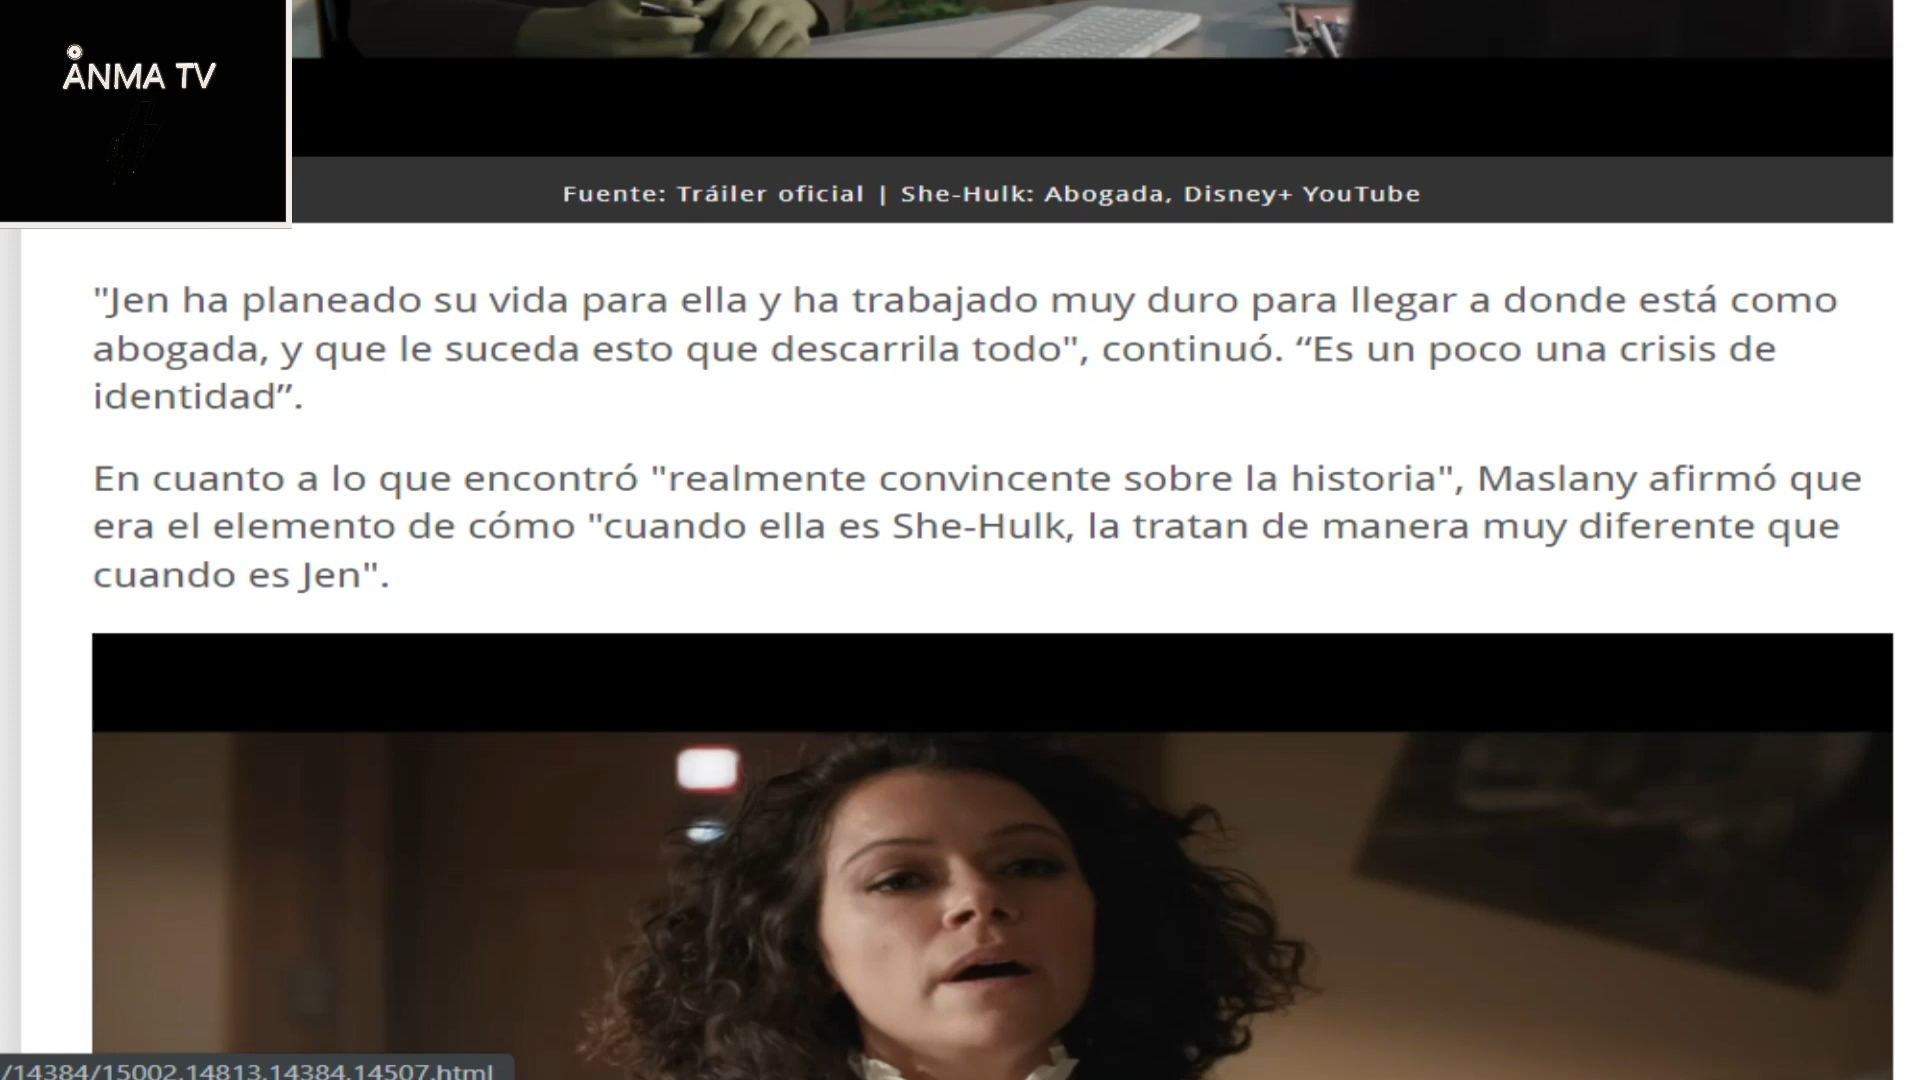 ANMA TV
Fuente: Tráiler oficial | She-Hulk: Abogada, Disney+ YouTube
"Jen ha planeado su vida para ella y ha trabajado muy duro para llegar a donde está como
abogada, y que le suceda esto que descarrila todo", continuó. “Es un poco una crisis de
identidad”.
En cuanto a lo que encontró "realmente convincente sobre la historia", Maslany afirmó que
era el elemento de cómo "cuando ella es She-Hulk, la tratan de manera muy diferente que
cuando es Jen".
/14384/15002,14813,14384,14507.html